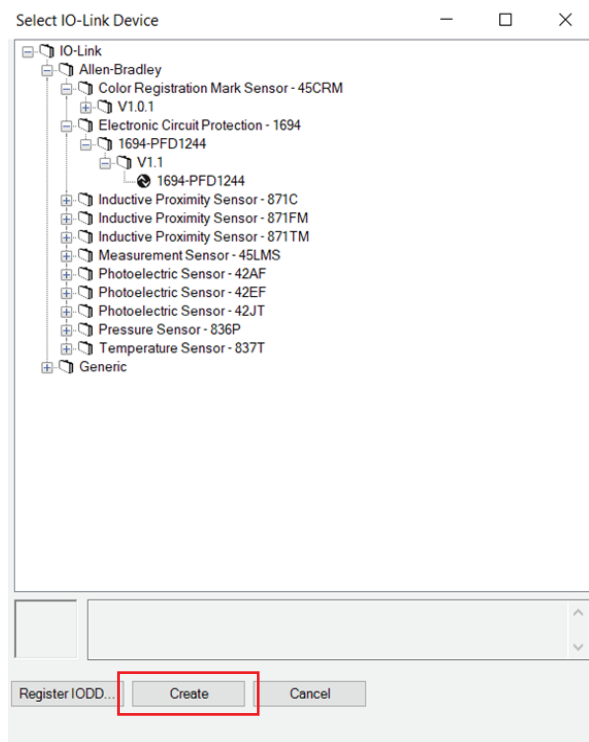 Select IO-Link Device
IO-Link
Allen-Bradley
Color Registration Mark Sensor - 45CRM
V1.0.1
Electronic Circuit Protection - 1694
1694-PFD1244
V1.1
1694-PFD1244
Inductive Proximity Sensor - 871C
Inductive Proximity Sensor - 871FM
Inductive Proximity Sensor - 871TM
Measurement Sensor - 45LMS
Photoelectric Sensor - 42AF
Photoelectric Sensor - 42EF
Photoelectric Sensor - 42JT
Pressure Sensor - 836P
Temperature Sensor - 837T
Generic
Register IODD... Create Cancel